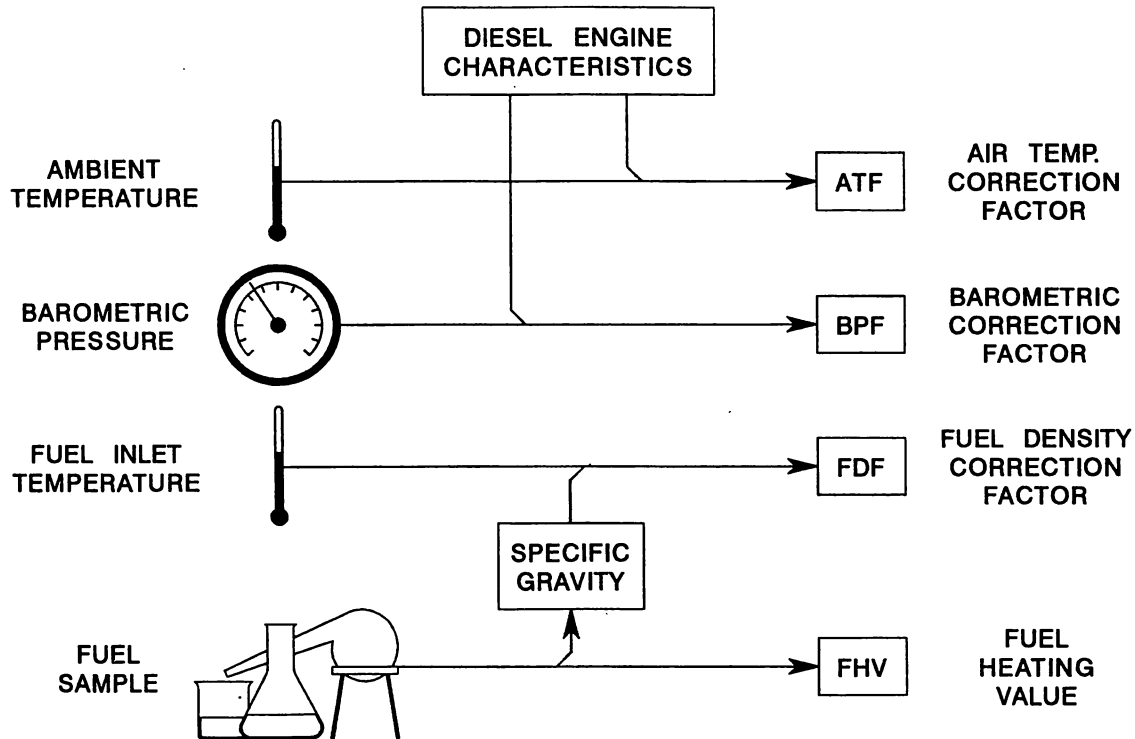 DIESEL ENGINE
CHARACTERISTICS
AMBIENT
TEMPERATURE
ATF
AIR TEMP.
CORRECTION
FACTOR
BAROMETRIC
PRESSURE
BPF
BAROMETRIC
CORRECTION
FACTOR
FUEL INLET
TEMPERATURE
FDF
FUEL DENSITY
CORRECTION
FACTOR
SPECIFIC
GRAVITY
FUEL
SAMPLE
FHV
FUEL
HEATING
VALUE